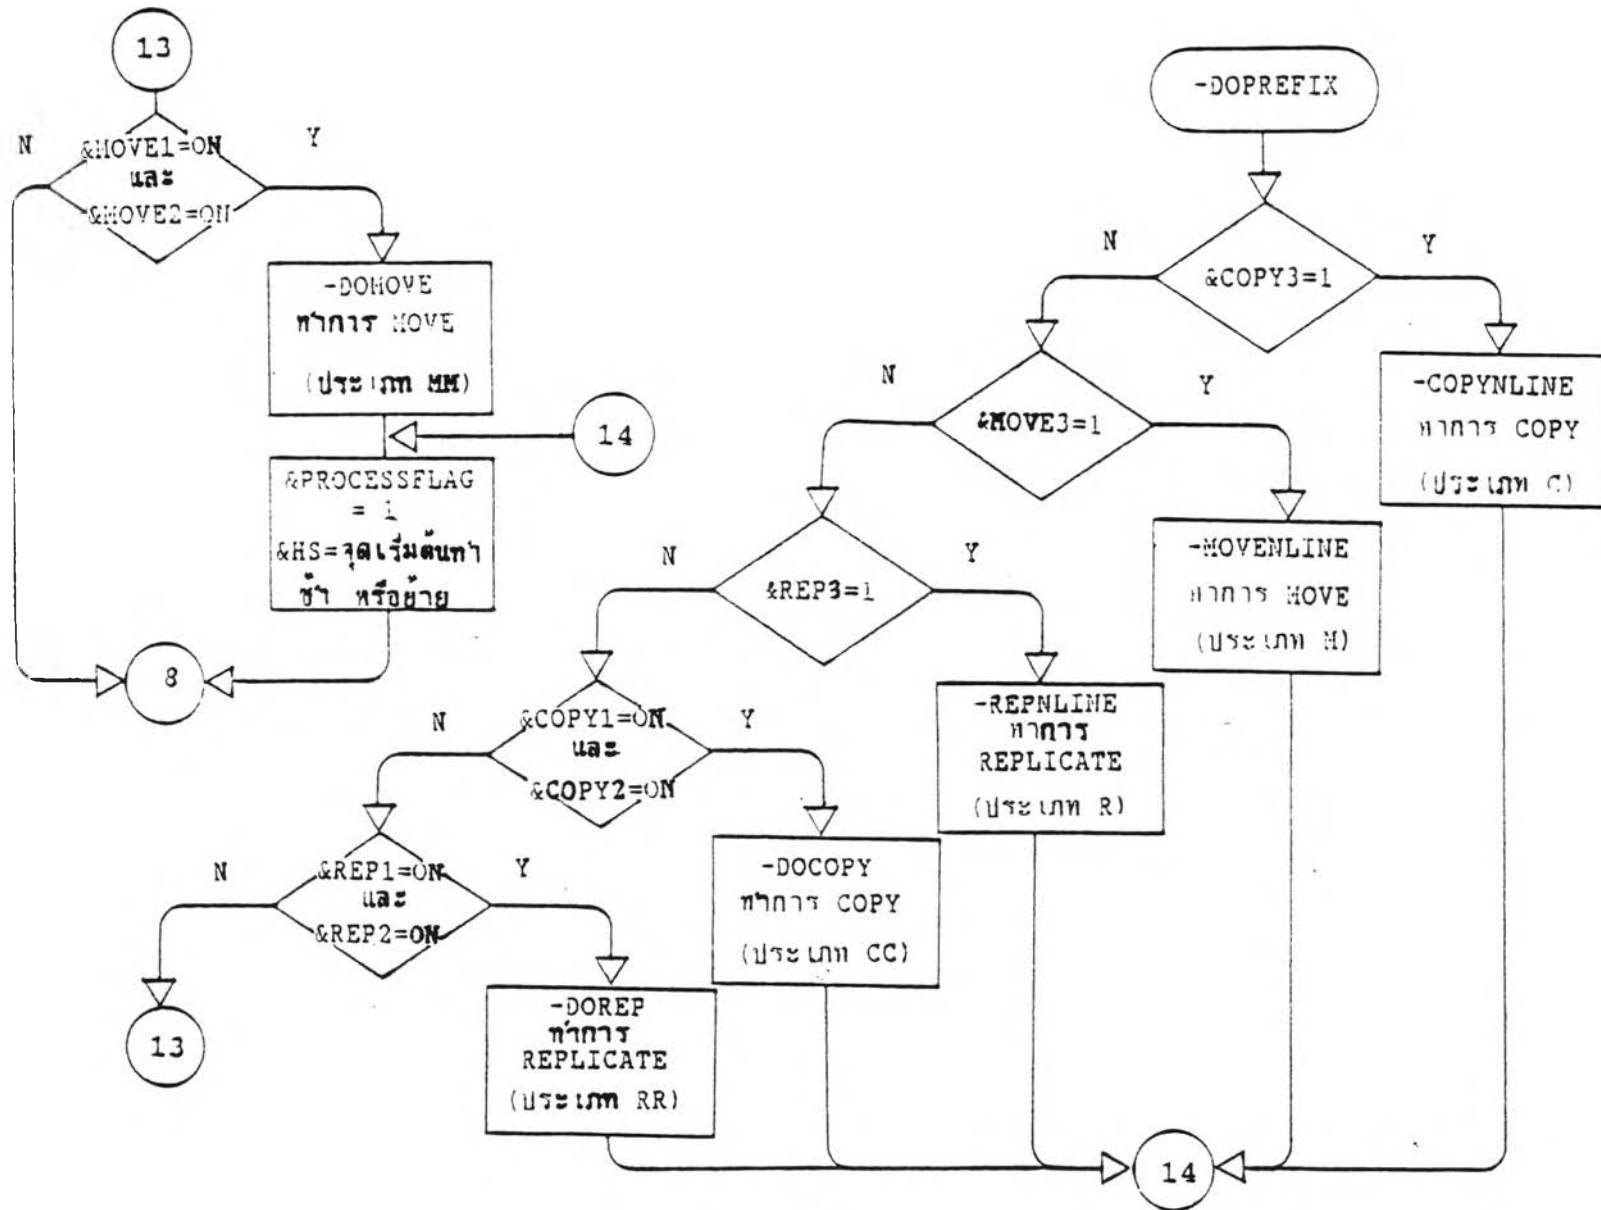 13
N
Y
&MOVE1=ON
และ
&MOVE2=ON
-DOMOVE
ทำการ MOVE
(ประเภท MM)
14
&PROCESSFLAG
= 1
&HS=จุดเริ่มต้นทำ
ซ้ำ หรือย้าย
8
-DOPREFIX
N
Y
&COPY3=1
-COPYNLINE
ทำการ COPY
(ประเภท C)
N
Y
&MOVE3=1
-MOVENLINE
ทำการ MOVE
(ประเภท M)
N
Y
&REP3=1
-REPNLINE
ทำการ
REPLICATE
(ประเภท R)
N
Y
&COPY1=ON
และ
&COPY2=ON
-DOCOPY
ทำการ COPY
(ประเภท CC)
N
Y
&REP1=ON
และ
&REP2=ON
-DOREP
ทำการ
REPLICATE
(ประเภท RR)
13
14